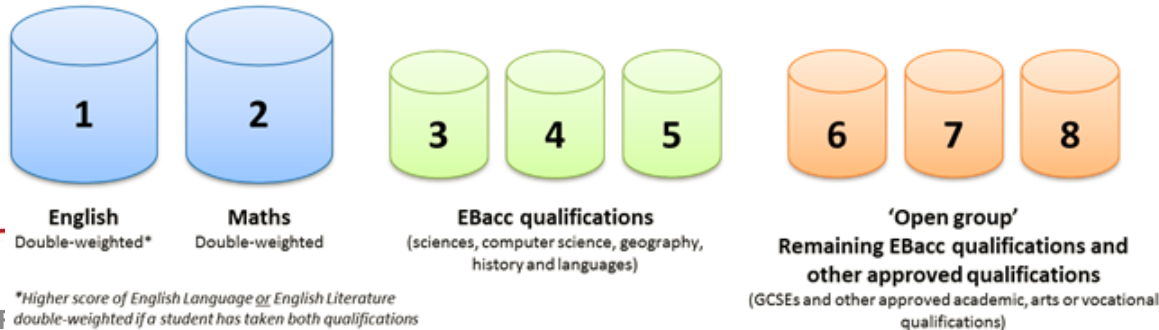 1
2
3
4
5
6
7
8
English
Double-weighted*
Maths
Double-weighted
EBacc qualifications
(sciences, computer science, geography,
history and languages)
'Open group'
Remaining EBacc qualifications and
other approved qualifications
(GCSEs and other approved academic, arts or vocational
qualifications)
*Higher score of English Language or English Literature
double-weighted if a student has taken both qualifications